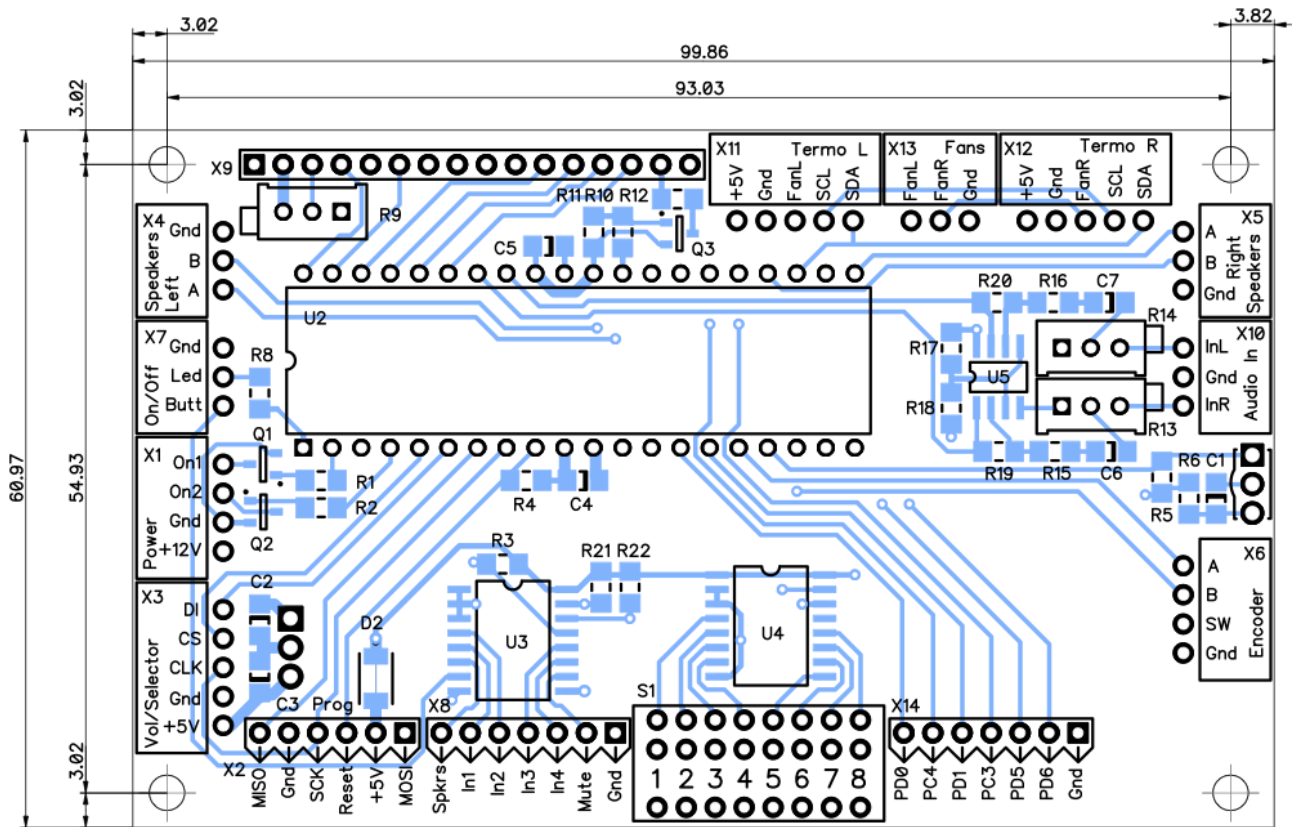 3.02
3.82
99.86
93.03
3.02
60.97
54.93
3.02
X9
R9
X11 Termo L
+5V
Gnd
FanL
SCL
SDA
X13 Fans
FanL
FanR
Gnd
X12 Termo R
+5V
Gnd
FanR
SCL
SDA
R11 R10 R12
C5
Q3
X4
Speakers
Left
Gnd
B
A
X5
Right
Speakers
A
B
Gnd
U2
R20 R16 C7
R14
R17
U5
R18
R13
R19 R15 C6
X7
On/Off
Gnd
Led
Butt
R8
X10
Audio In
InL
Gnd
InR
X1
Power
On1
On2
Gnd
+12V
Q1
Q2
R1
R2
R4 C4
R6 C1
R5
X6
Encoder
A
B
SW
Gnd
X3
Vol/Selector
DI
CS
CLK
Gnd
+5V
C2
C3
D2
R3
R21 R22
U3
U4
X2
Prog
MISO
Gnd
SCK
Reset
+5V
MOSI
X8
Spkrs
In1
In2
In3
In4
Mute
Gnd
S1
1 2 3 4 5 6 7 8
X14
PD0
PC4
PD1
PC3
PD5
PD6
Gnd